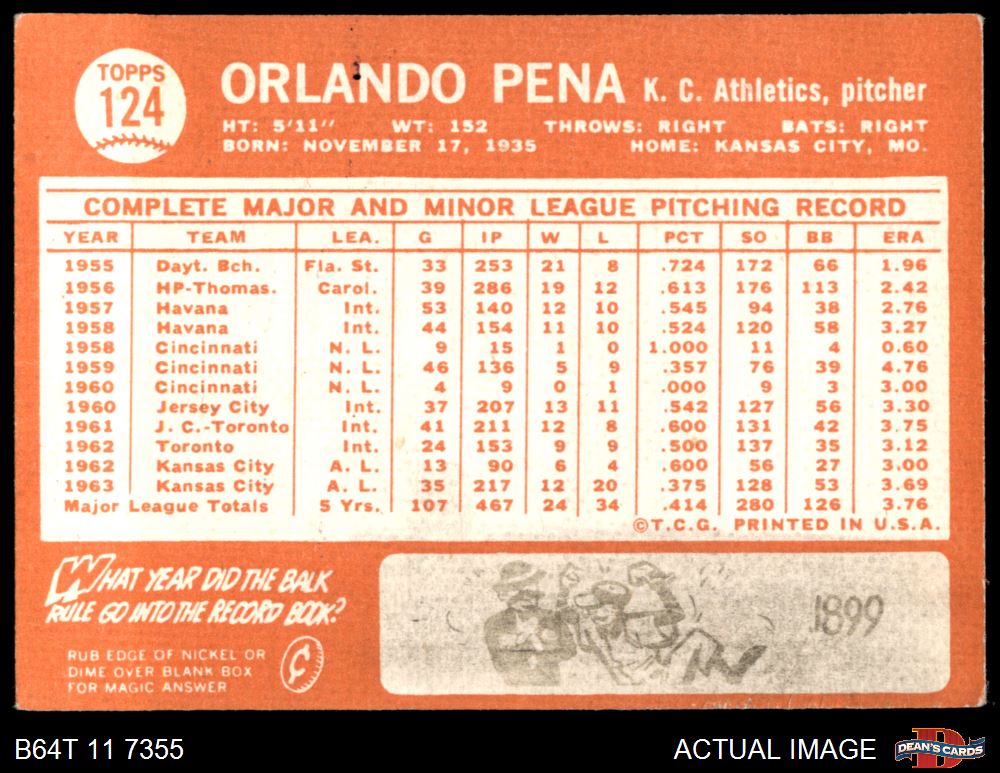 TOPPS
124
ORLANDO PENA K. C. Athletics, pitcher
HT: 5'11" WT: 152 THROWS: RIGHT BATS: RIGHT
BORN: NOVEMBER 17, 1935 HOME: KANSAS CITY, MO.
COMPLETE MAJOR AND MINOR LEAGUE PITCHING RECORD
YEAR TEAM LEA. G IP W L PCT SO BB ERA
1955 Dayt. Bch. Fla. St. 33 253 21 8 .724 172 66 1.96
1956 HP-Thomas. Carol. 39 286 19 12 .613 176 113 2.42
1957 Havana Int. 53 140 12 10 .545 94 38 2.76
1958 Havana Int. 44 154 11 10 .524 120 58 3.27
1958 Cincinnati N. L. 9 15 1 0 1.000 11 4 0.60
1959 Cincinnati N. L. 46 136 5 9 .357 76 39 4.76
1960 Cincinnati N. L. 4 9 0 1 .000 9 3 3.00
1960 Jersey City Int. 37 207 13 11 .542 127 56 3.30
1961 J. C.-Toronto Int. 41 211 12 8 .600 131 42 3.75
1962 Toronto Int. 24 153 9 9 .500 137 35 3.12
1962 Kansas City A. L. 13 90 6 4 .600 56 27 3.00
1963 Kansas City A. L. 35 217 12 20 .375 128 53 3.69
Major League Totals 5 Yrs. 107 467 24 34 .414 280 126 3.76
©T.C.G. PRINTED IN U.S.A.
WHAT YEAR DID THE BALK
RULE GO INTO THE RECORD BOOK?
RUB EDGE OF NICKEL OR
DIME OVER BLANK BOX
FOR MAGIC ANSWER
1899
B64T 11 7355 ACTUAL IMAGE
D
DEAN'S CARDS